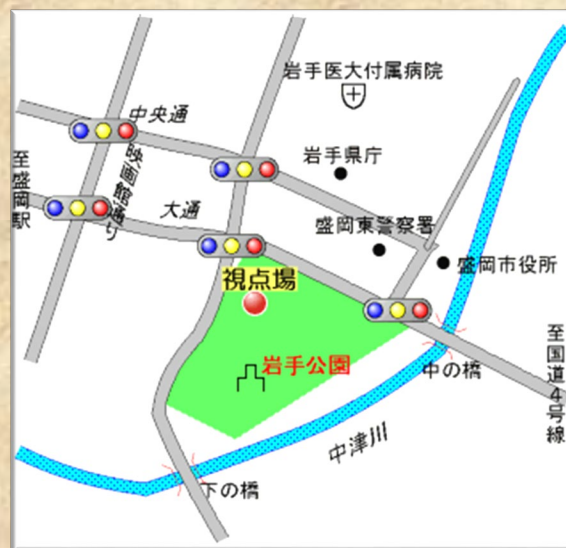 岩手医大付属病院
中央通
岩手県庁
至盛岡駅
映画館通り
大通
盛岡東警察署
盛岡市役所
視点場
岩手公園
中の橋
至国道4号線
中津川
下の橋